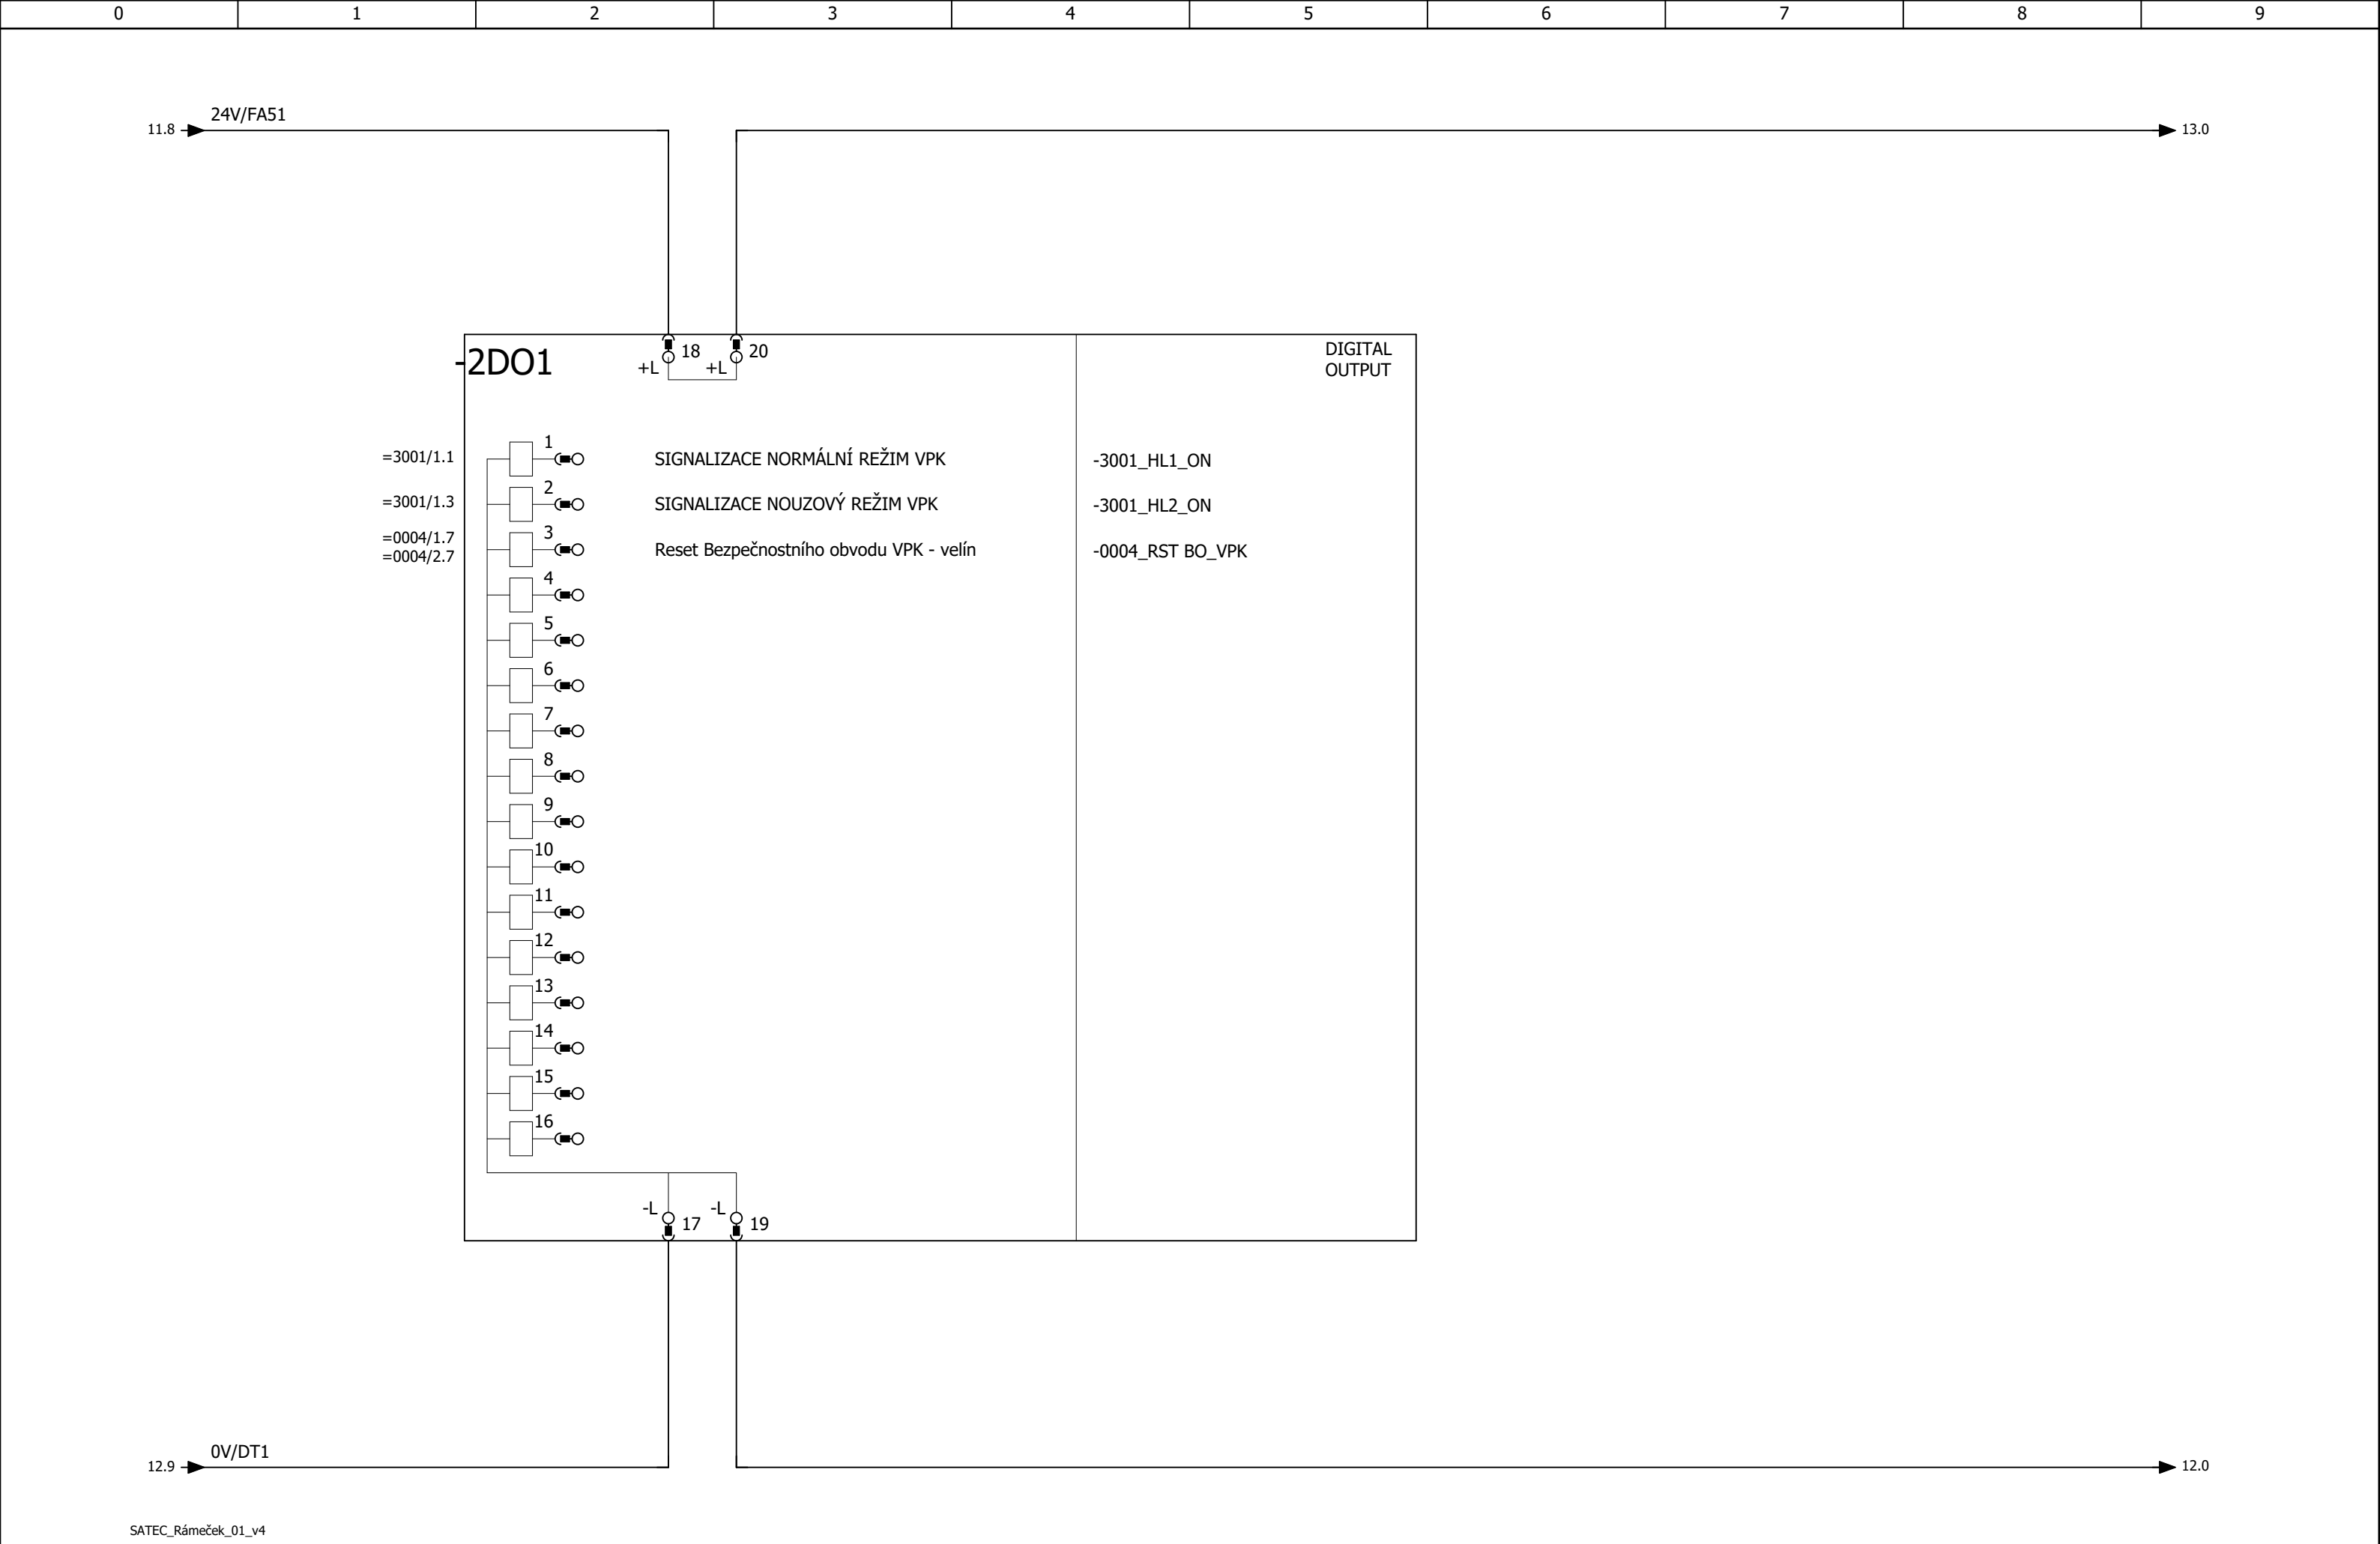 0 1 2 3 4 5 6 7 8 9
24V/FA51
11.8
13.0
-2DO1
18 20
+L +L
DIGITAL
OUTPUT
=3001/1.1 1 SIGNALIZACE NORMÁLNÍ REŽIM VPK -3001_HL1_ON
=3001/1.3 2 SIGNALIZACE NOUZOVÝ REŽIM VPK -3001_HL2_ON
=0004/1.7
=0004/2.7
3 Reset Bezpečnostního obvodu VPK - velín -0004_RST BO_VPK
4
5
6
7
8
9
10
11
12
13
14
15
16
-L -L
17 19
0V/DT1
12.9
12.0
SATEC_Rámeček_01_v4